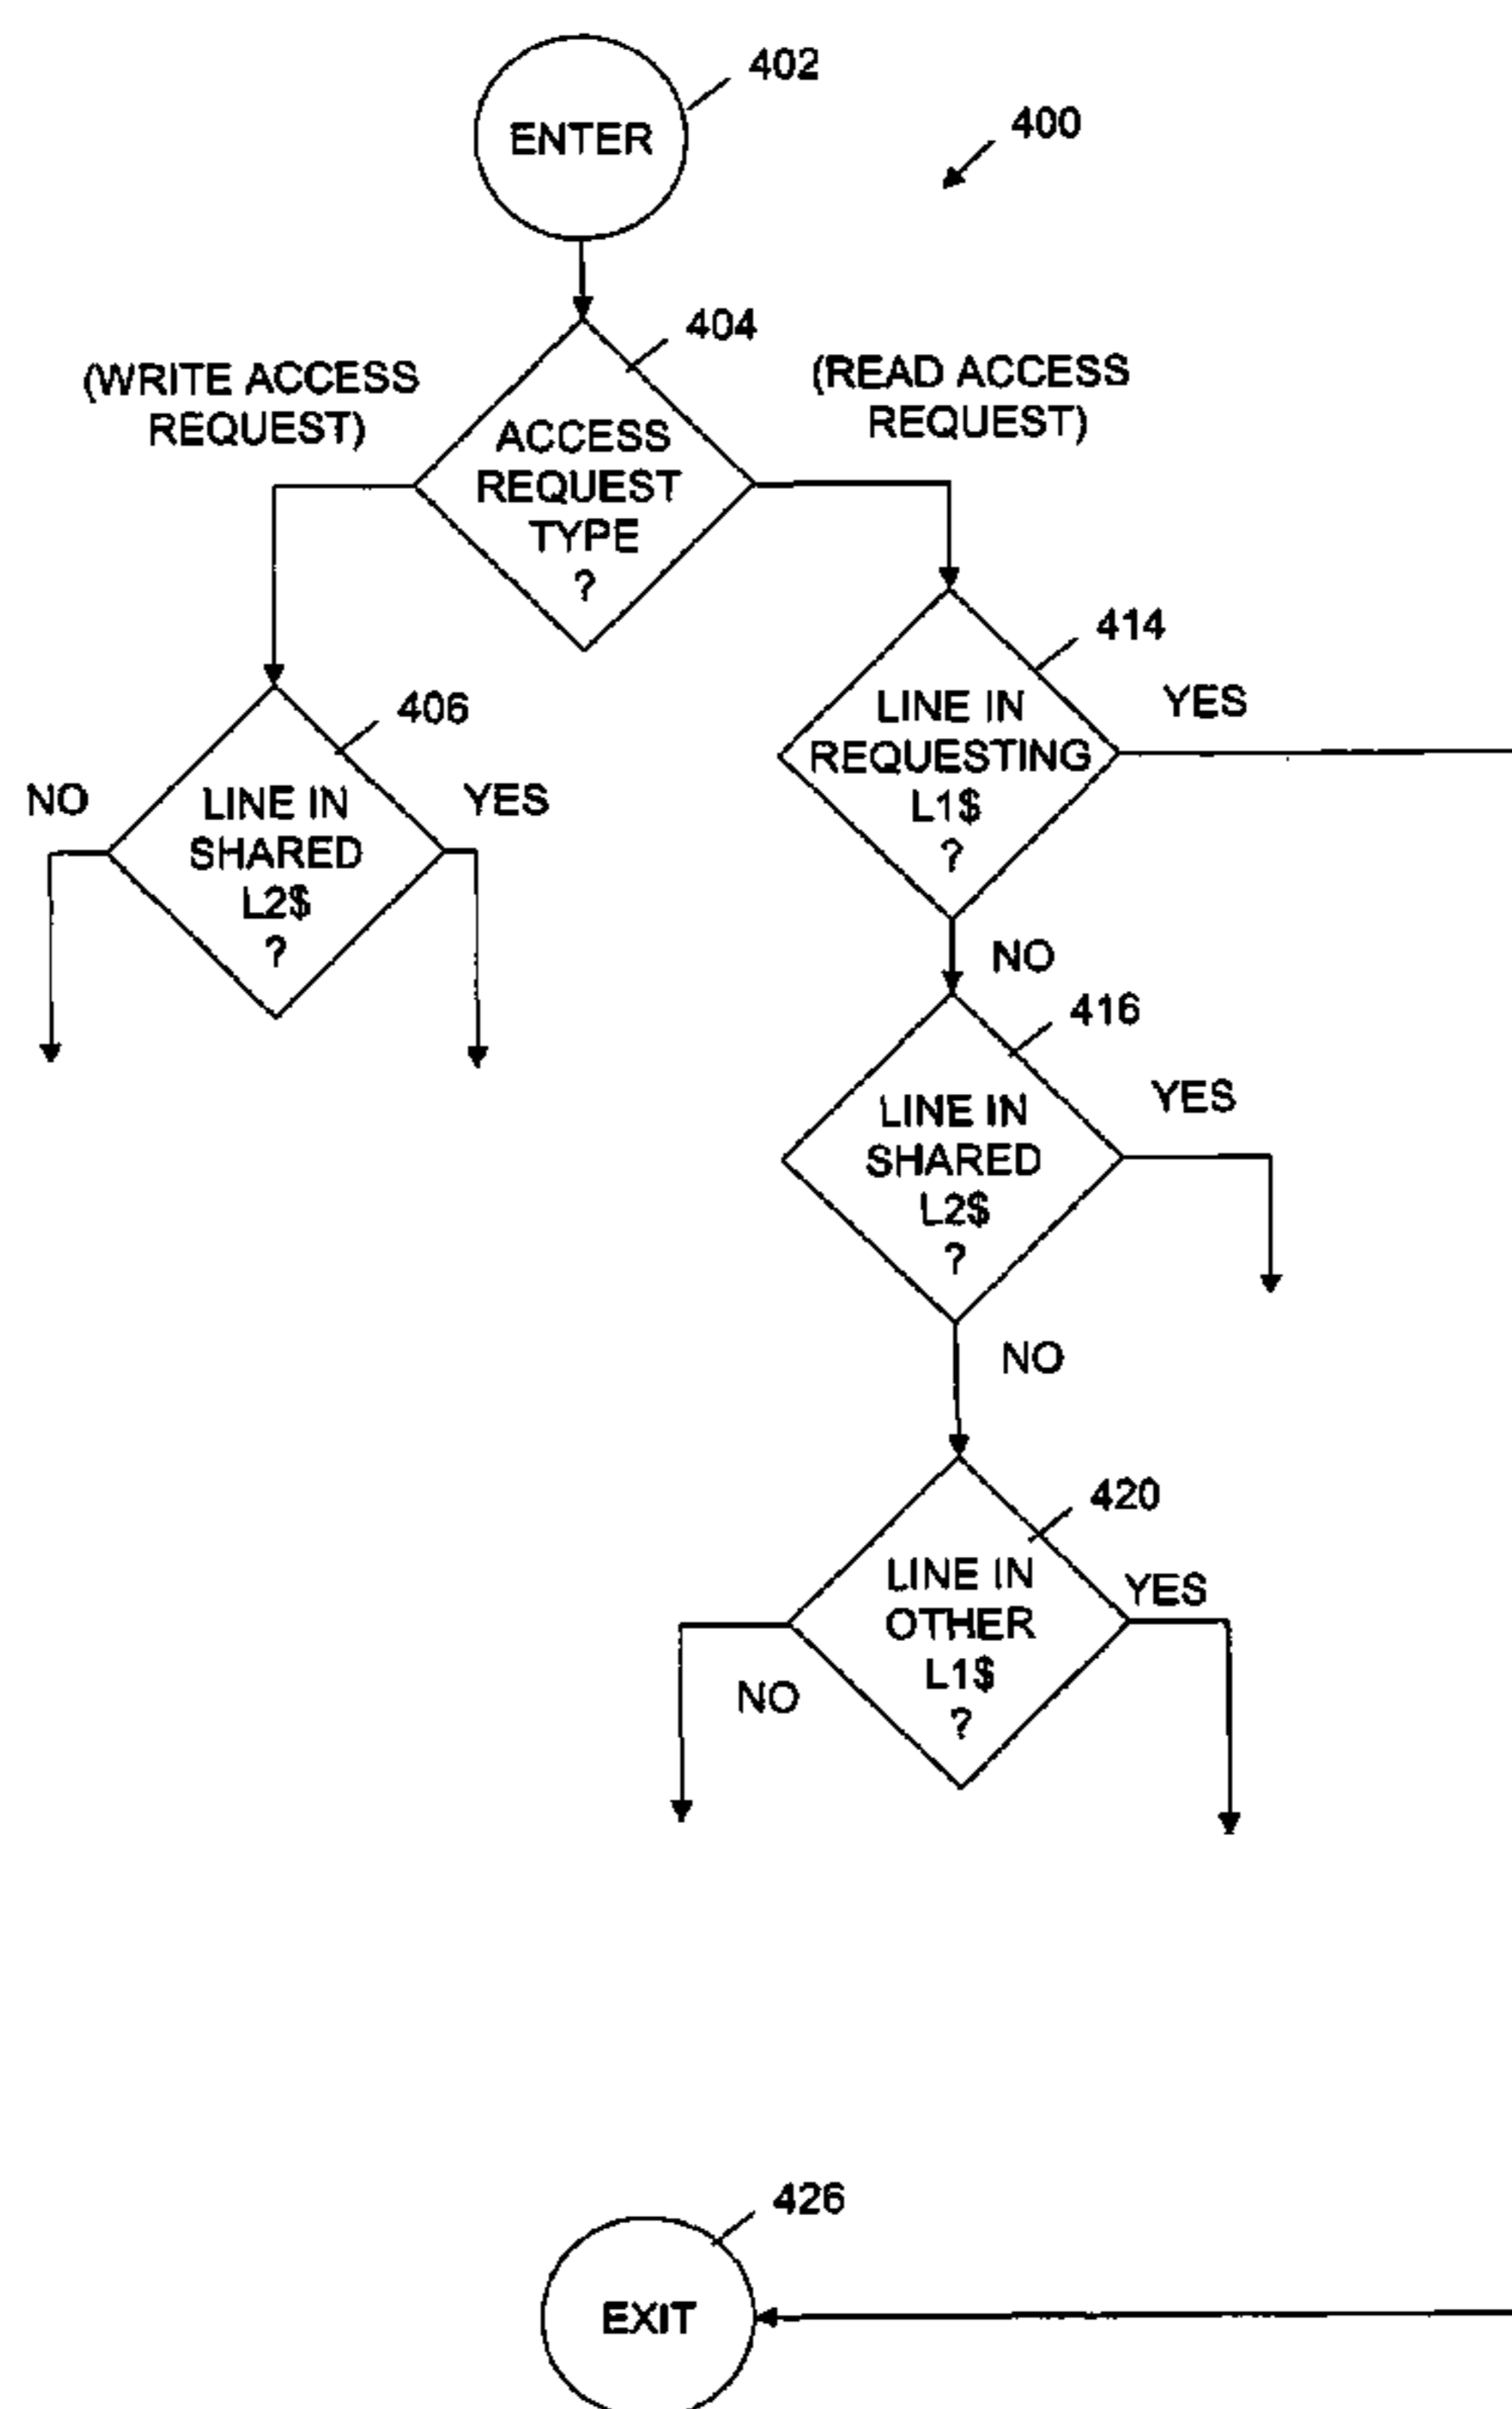 402
ENTER
400
404
(WRITE ACCESS
REQUEST)
(READ ACCESS
REQUEST)
ACCESS
REQUEST
TYPE
?
414
LINE IN
REQUESTING
L1$
?
YES
406
NO
LINE IN
SHARED
L2$
?
YES
NO
416
LINE IN
SHARED
L2$
?
YES
NO
420
LINE IN
OTHER
L1$
?
YES
NO
426
EXIT